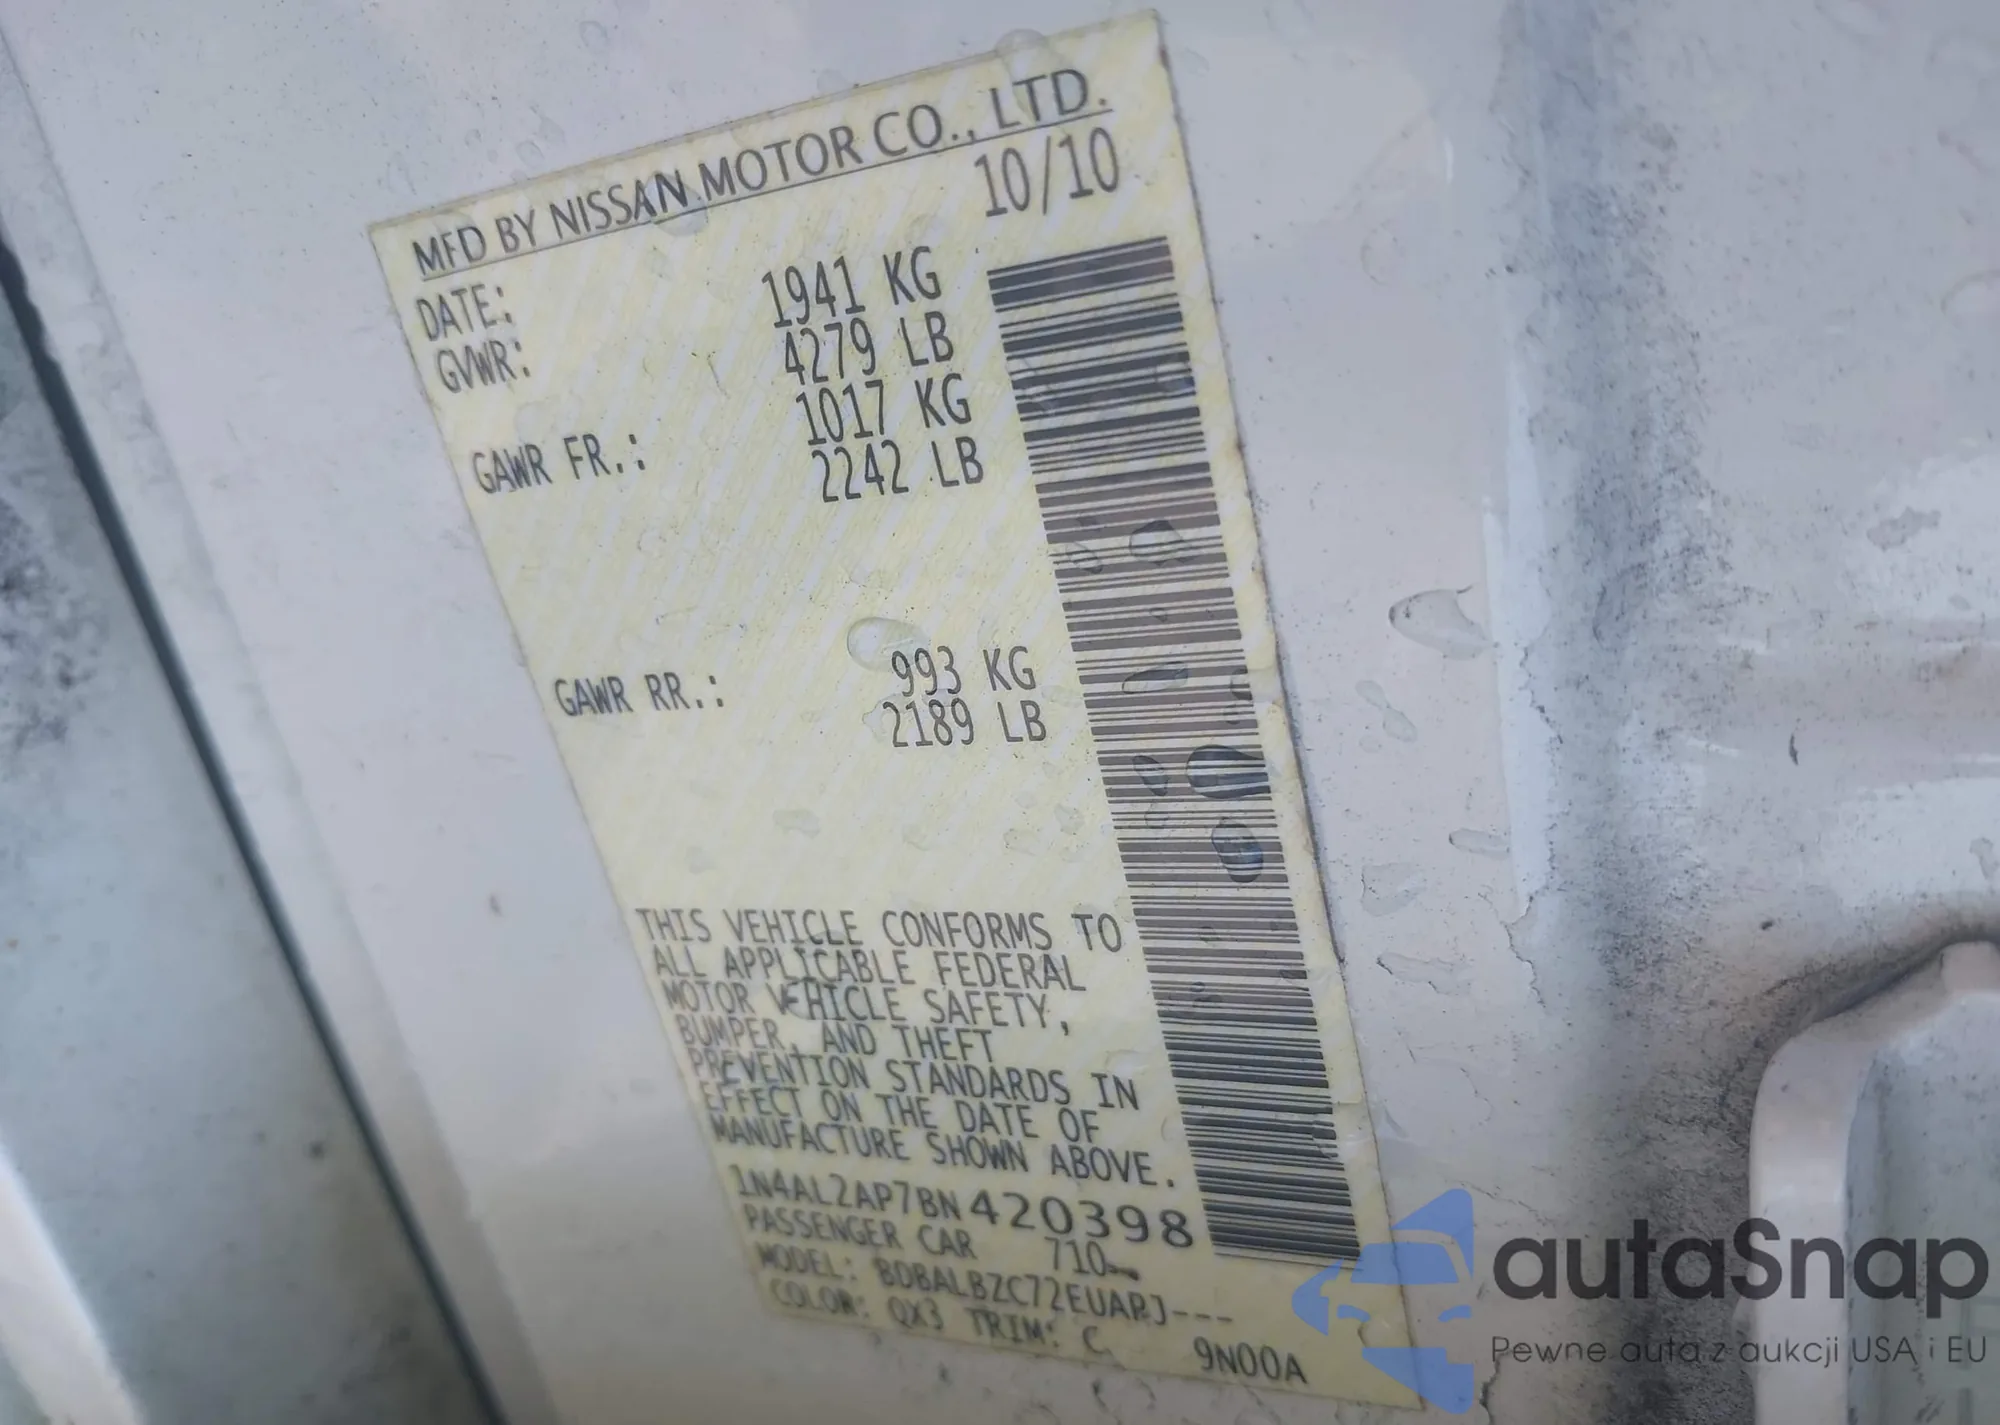 MFD BY NISSAN MOTOR CO., LTD.
DATE: 10/10
GVWR: 1941 KG
4279 LB
GAWR FR.: 1017 KG
2242 LB
GAWR RR.: 993 KG
2189 LB
THIS VEHICLE CONFORMS TO
ALL APPLICABLE FEDERAL
MOTOR VEHICLE SAFETY,
BUMPER, AND THEFT
PREVENTION STANDARDS IN
EFFECT ON THE DATE OF
MANUFACTURE SHOWN ABOVE.
1N4AL2AP7BN420398
PASSENGER CAR 710
MODEL: BDBALBZC72EUARJ---
COLOR: QX3 TRIM: C 9N00A
autaSnap
Pewne auta z aukcji USA i EU